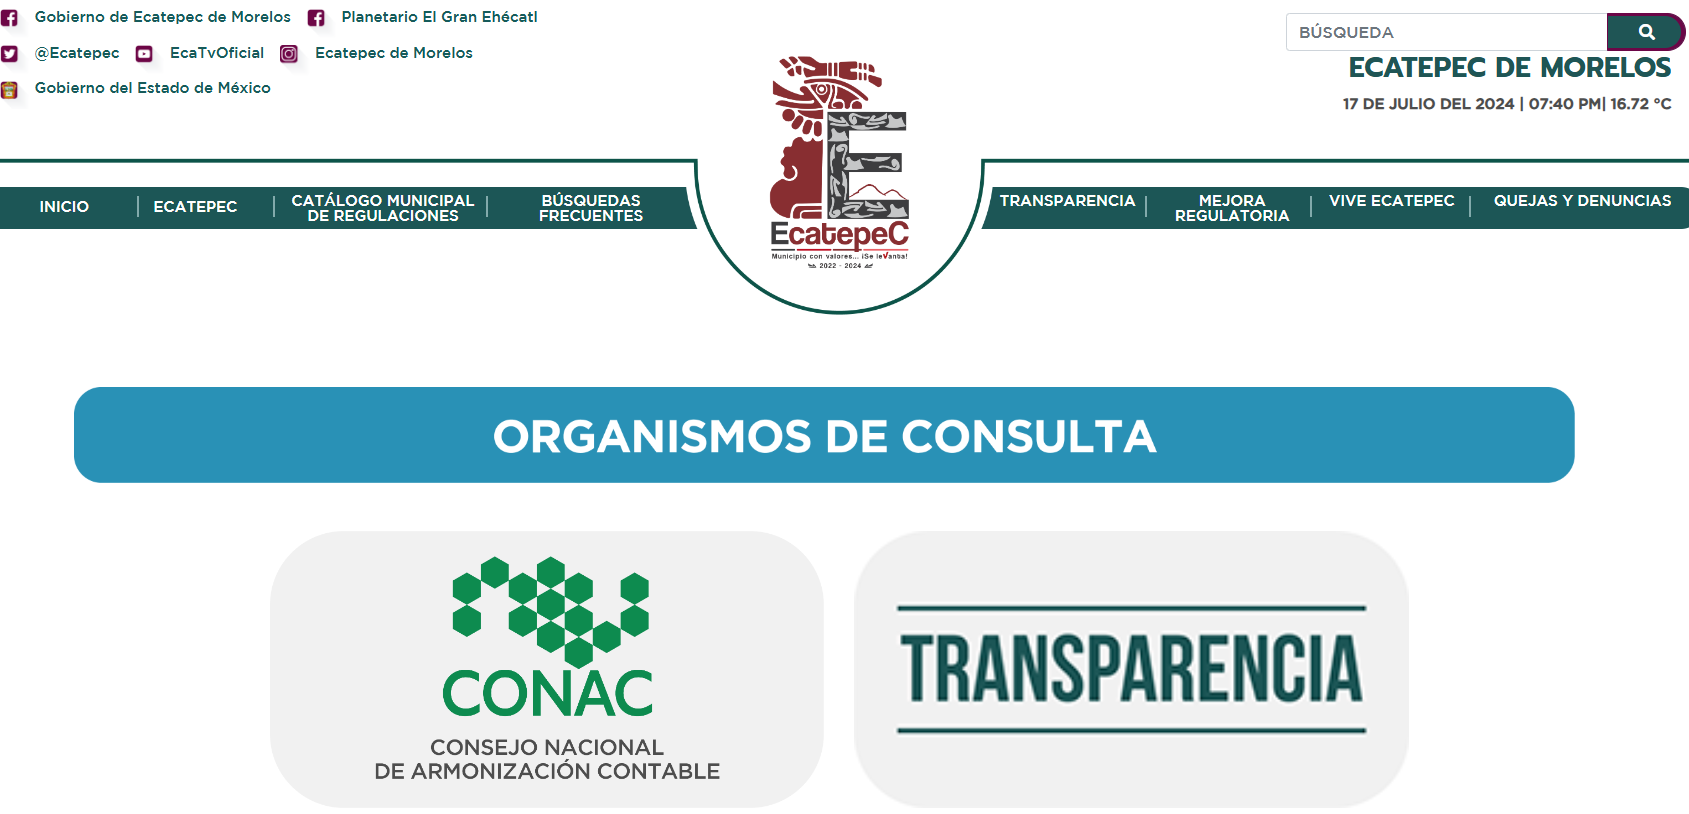 Gobierno de Ecatepec de Morelos
Planetario El Gran Ehécatl
@Ecatepec
EcaTvOficial
Ecatepec de Morelos
Gobierno del Estado de México
BÚSQUEDA
ECATEPEC DE MORELOS
17 DE JULIO DEL 2024 | 07:40 PM| 16.72 °C
INICIO
ECATEPEC
CATÁLOGO MUNICIPAL
DE REGULACIONES
BÚSQUEDAS
FRECUENTES
E
EcatepeC
Municipio con valores... ¡Se leVanta!
2022 - 2024
TRANSPARENCIA
MEJORA
REGULATORIA
VIVE ECATEPEC
QUEJAS Y DENUNCIAS
ORGANISMOS DE CONSULTA
CONAC
CONSEJO NACIONAL
DE ARMONIZACIÓN CONTABLE
TRANSPARENCIA